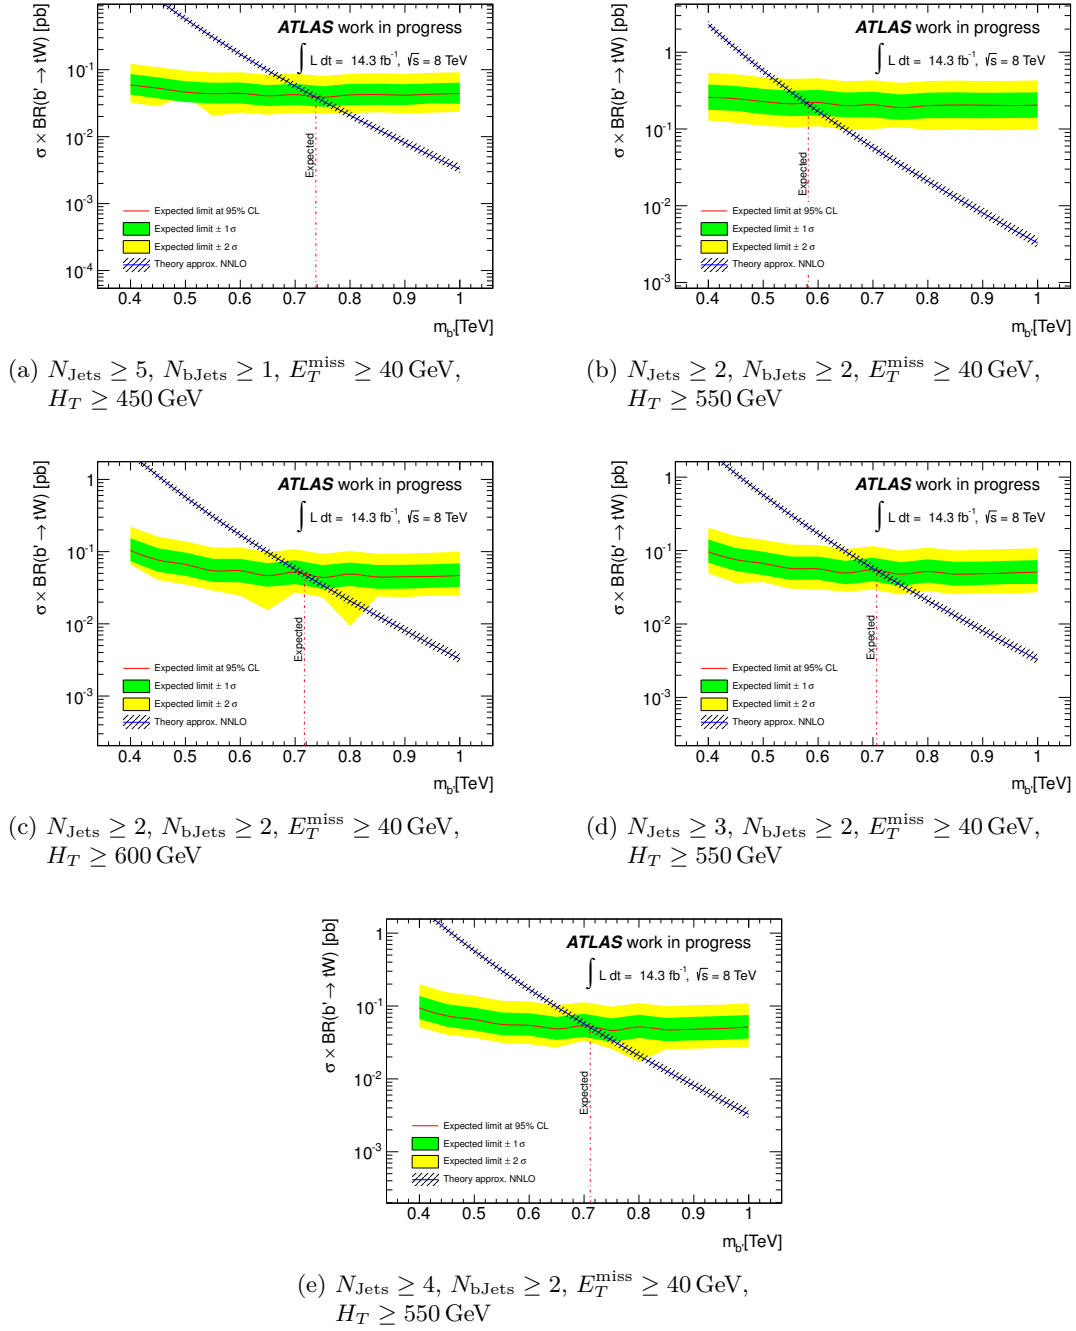 ATLAS work in progress
∫ L dt = 14.3 fb⁻¹, √s = 8 TeV
σ × BR(b' → tW) [pb]
10⁻¹
10⁻²
10⁻³
10⁻⁴
Expected
Expected limit at 95% CL
Expected limit ± 1σ
Expected limit ± 2 σ
Theory approx. NNLO
0.4 0.5 0.6 0.7 0.8 0.9 1
m_b'[TeV]
(a) N_Jets ≥ 5, N_bJets ≥ 1, E_T^miss ≥ 40 GeV,
H_T ≥ 450 GeV
ATLAS work in progress
∫ L dt = 14.3 fb⁻¹, √s = 8 TeV
σ × BR(b' → tW) [pb]
1
10⁻¹
10⁻²
10⁻³
Expected
Expected limit at 95% CL
Expected limit ± 1σ
Expected limit ± 2 σ
Theory approx. NNLO
0.4 0.5 0.6 0.7 0.8 0.9 1
m_b'[TeV]
(b) N_Jets ≥ 2, N_bJets ≥ 2, E_T^miss ≥ 40 GeV,
H_T ≥ 550 GeV
ATLAS work in progress
∫ L dt = 14.3 fb⁻¹, √s = 8 TeV
σ × BR(b' → tW) [pb]
1
10⁻¹
10⁻²
10⁻³
Expected
Expected limit at 95% CL
Expected limit ± 1σ
Expected limit ± 2 σ
Theory approx. NNLO
0.4 0.5 0.6 0.7 0.8 0.9 1
m_b'[TeV]
(c) N_Jets ≥ 2, N_bJets ≥ 2, E_T^miss ≥ 40 GeV,
H_T ≥ 600 GeV
ATLAS work in progress
∫ L dt = 14.3 fb⁻¹, √s = 8 TeV
σ × BR(b' → tW) [pb]
1
10⁻¹
10⁻²
10⁻³
Expected
Expected limit at 95% CL
Expected limit ± 1σ
Expected limit ± 2 σ
Theory approx. NNLO
0.4 0.5 0.6 0.7 0.8 0.9 1
m_b'[TeV]
(d) N_Jets ≥ 3, N_bJets ≥ 2, E_T^miss ≥ 40 GeV,
H_T ≥ 550 GeV
ATLAS work in progress
∫ L dt = 14.3 fb⁻¹, √s = 8 TeV
σ × BR(b' → tW) [pb]
1
10⁻¹
10⁻²
10⁻³
Expected
Expected limit at 95% CL
Expected limit ± 1σ
Expected limit ± 2 σ
Theory approx. NNLO
0.4 0.5 0.6 0.7 0.8 0.9 1
m_b'[TeV]
(e) N_Jets ≥ 4, N_bJets ≥ 2, E_T^miss ≥ 40 GeV,
H_T ≥ 550 GeV